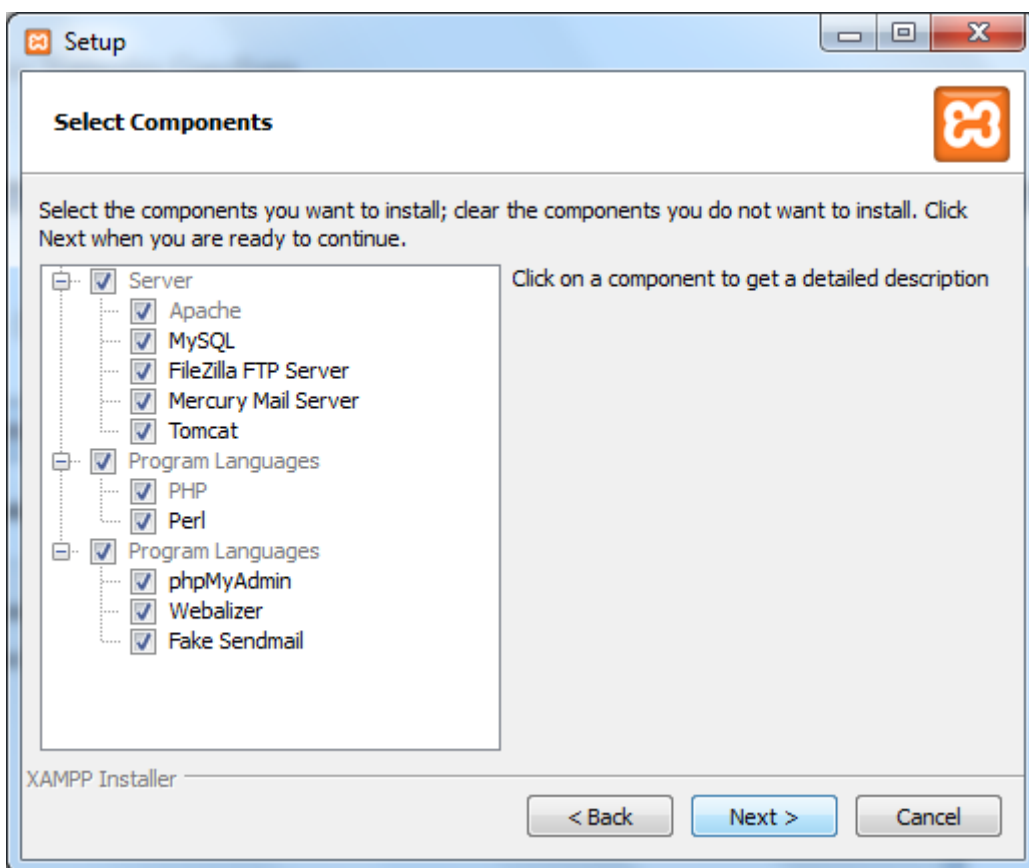 Setup
Select Components
Select the components you want to install; clear the components you do not want to install. Click
Next when you are ready to continue.
Server
Apache
MySQL
FileZilla FTP Server
Mercury Mail Server
Tomcat
Program Languages
PHP
Perl
Program Languages
phpMyAdmin
Webalizer
Fake Sendmail
Click on a component to get a detailed description
XAMPP Installer
< Back
Next >
Cancel